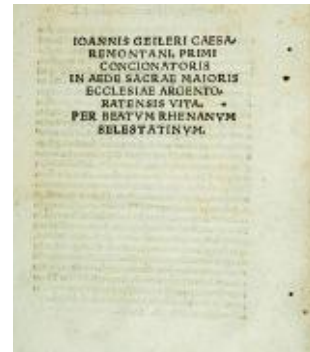 IOANNIS GEILERI CAESA-
REMONTANI, PRIMI
CONCIONATORIS
IN AEDE SACRAE MAIORIS
ECCLESIAE ARGENTO-
RATENSIS VITA.
PER BEATVM RHENANVM
SELESTATINVM.